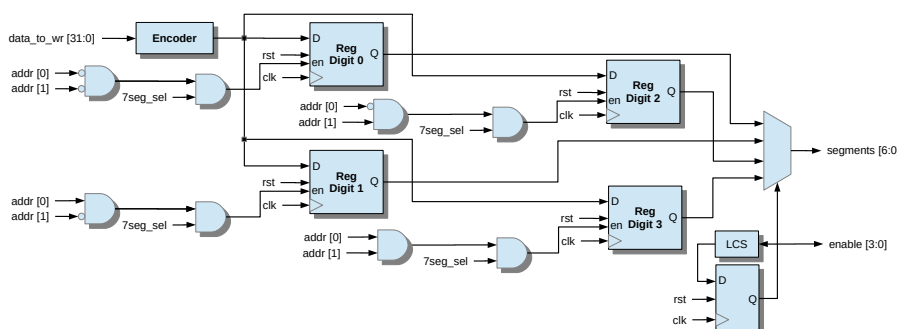 data_to_wr [31:0]
Encoder
D
rst
en
clk
Reg
Digit 0
Q
addr [0]
addr [1]
7seg_sel
addr [0]
addr [1]
7seg_sel
D
rst
en
clk
Reg
Digit 2
Q
segments [6:0
D
rst
en
clk
Reg
Digit 1
Q
addr [0]
addr [1]
7seg_sel
addr [0]
addr [1]
7seg_sel
D
rst
en
clk
Reg
Digit 3
Q
LCS
enable [3:0]
D
rst
clk
Q